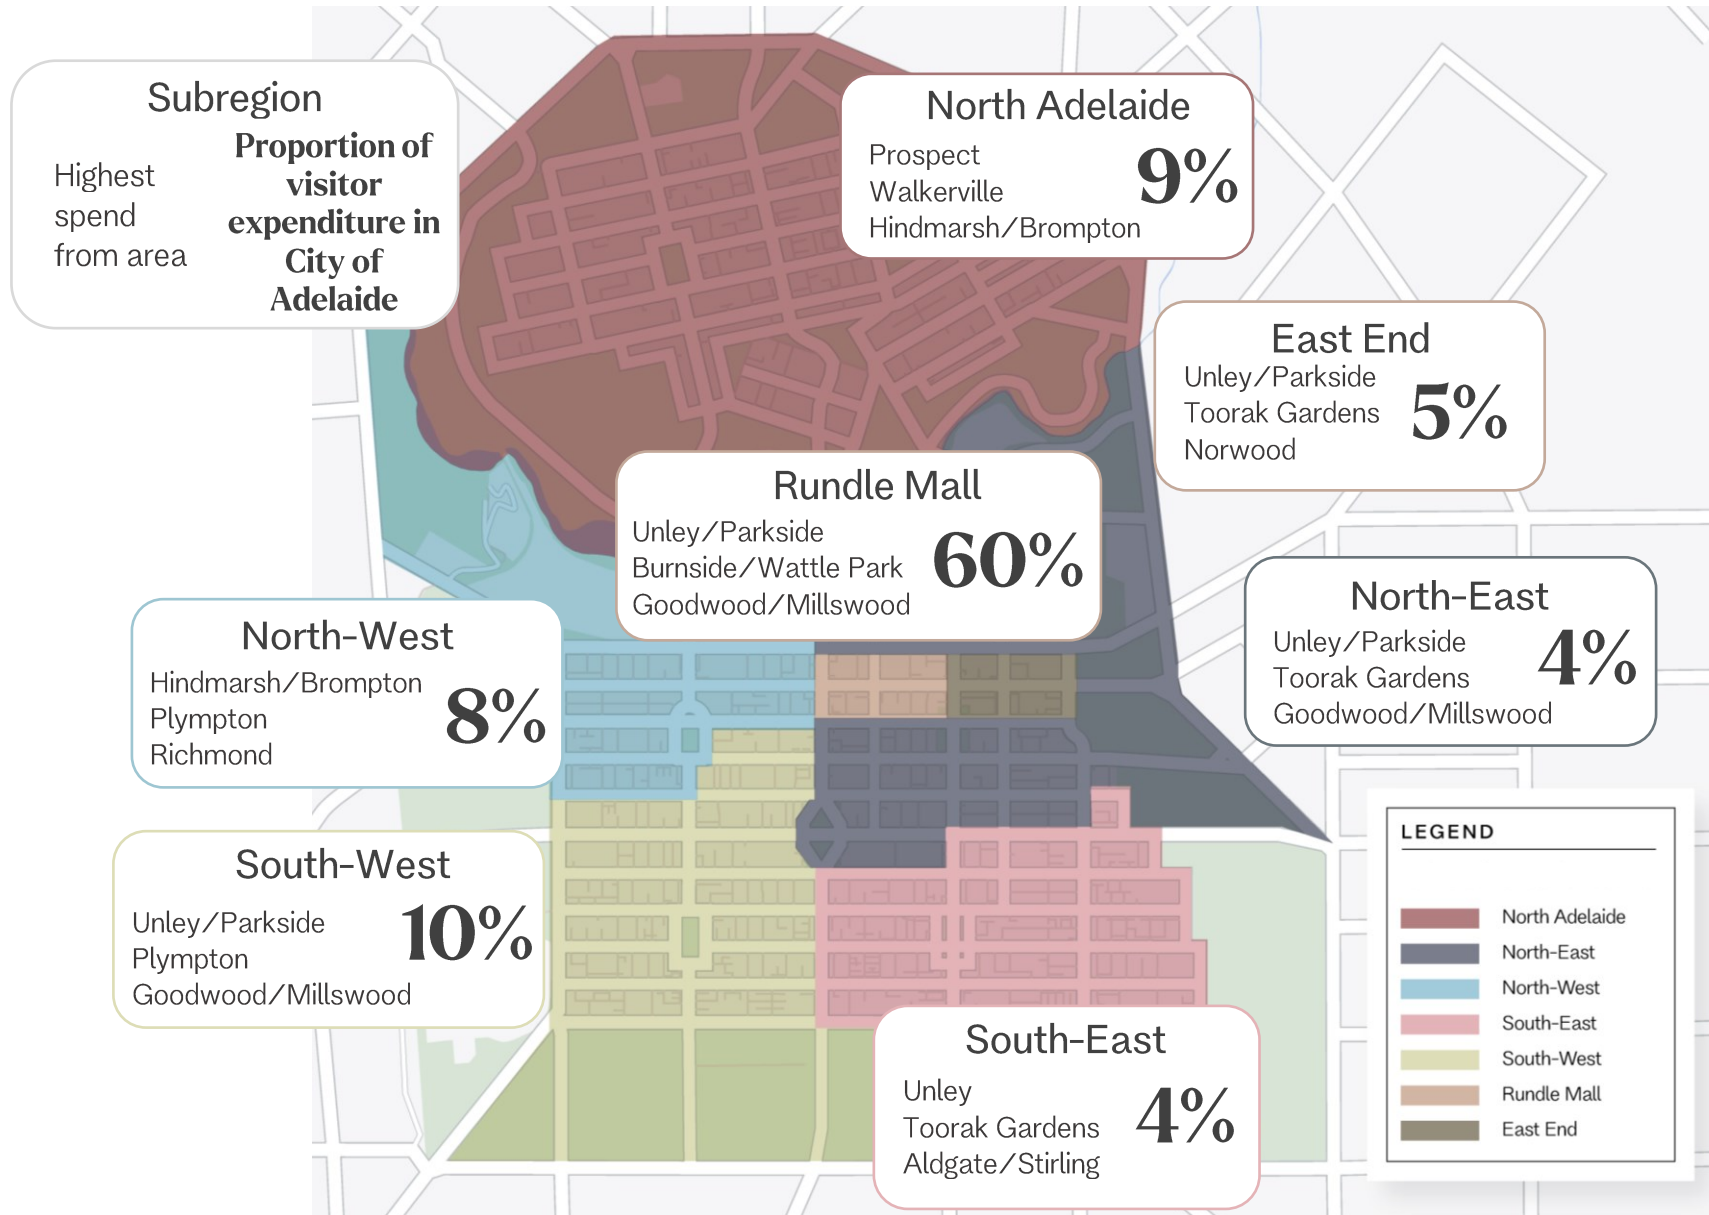 Subregion
Highest
spend
from area
Proportion of
visitor
expenditure in
City of
Adelaide
North Adelaide
Prospect
Walkerville
Hindmarsh/Brompton
9%
East End
Unley/Parkside
Toorak Gardens
Norwood
5%
Rundle Mall
Unley/Parkside
Burnside/Wattle Park
Goodwood/Millswood
60%
North-East
Unley/Parkside
Toorak Gardens
Goodwood/Millswood
4%
North-West
Hindmarsh/Brompton
Plympton
Richmond
8%
South-West
Unley/Parkside
Plympton
Goodwood/Millswood
10%
South-East
Unley
Toorak Gardens
Aldgate/Stirling
4%
LEGEND
North Adelaide
North-East
North-West
South-East
South-West
Rundle Mall
East End